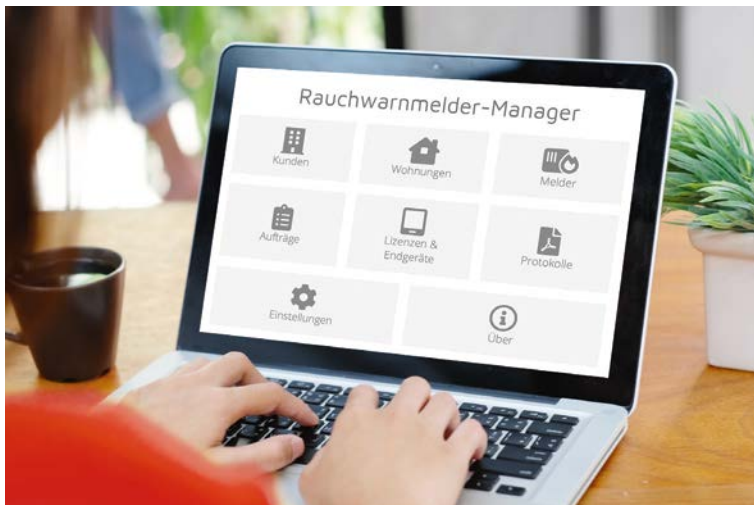 Rauchwarnmelder-Manager
Kunden
Wohnungen
Melder
Aufträge
Lizenzen &
Endgeräte
Protokolle
Einstellungen
Über